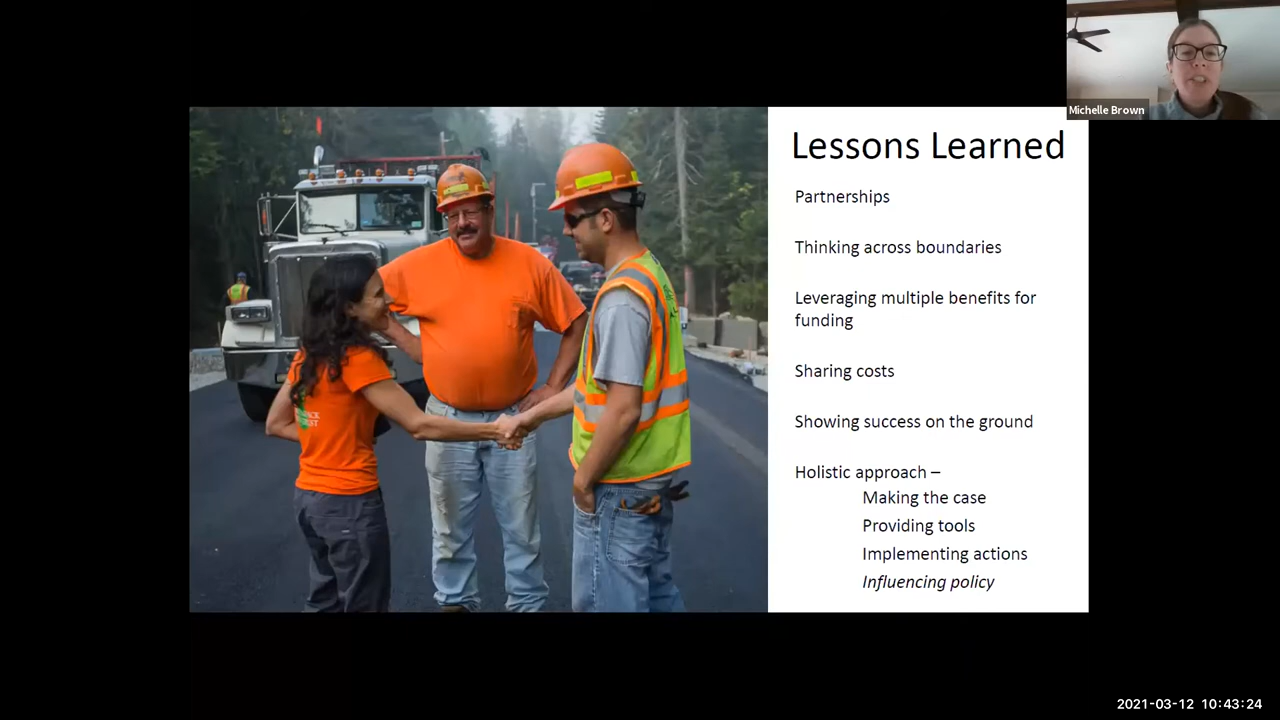 Michelle Brown
Lessons Learned
Partnerships
Thinking across boundaries
Leveraging multiple benefits for
funding
Sharing costs
Showing success on the ground
Holistic approach –
Making the case
Providing tools
Implementing actions
Influencing policy
2021-03-12 10:43:24